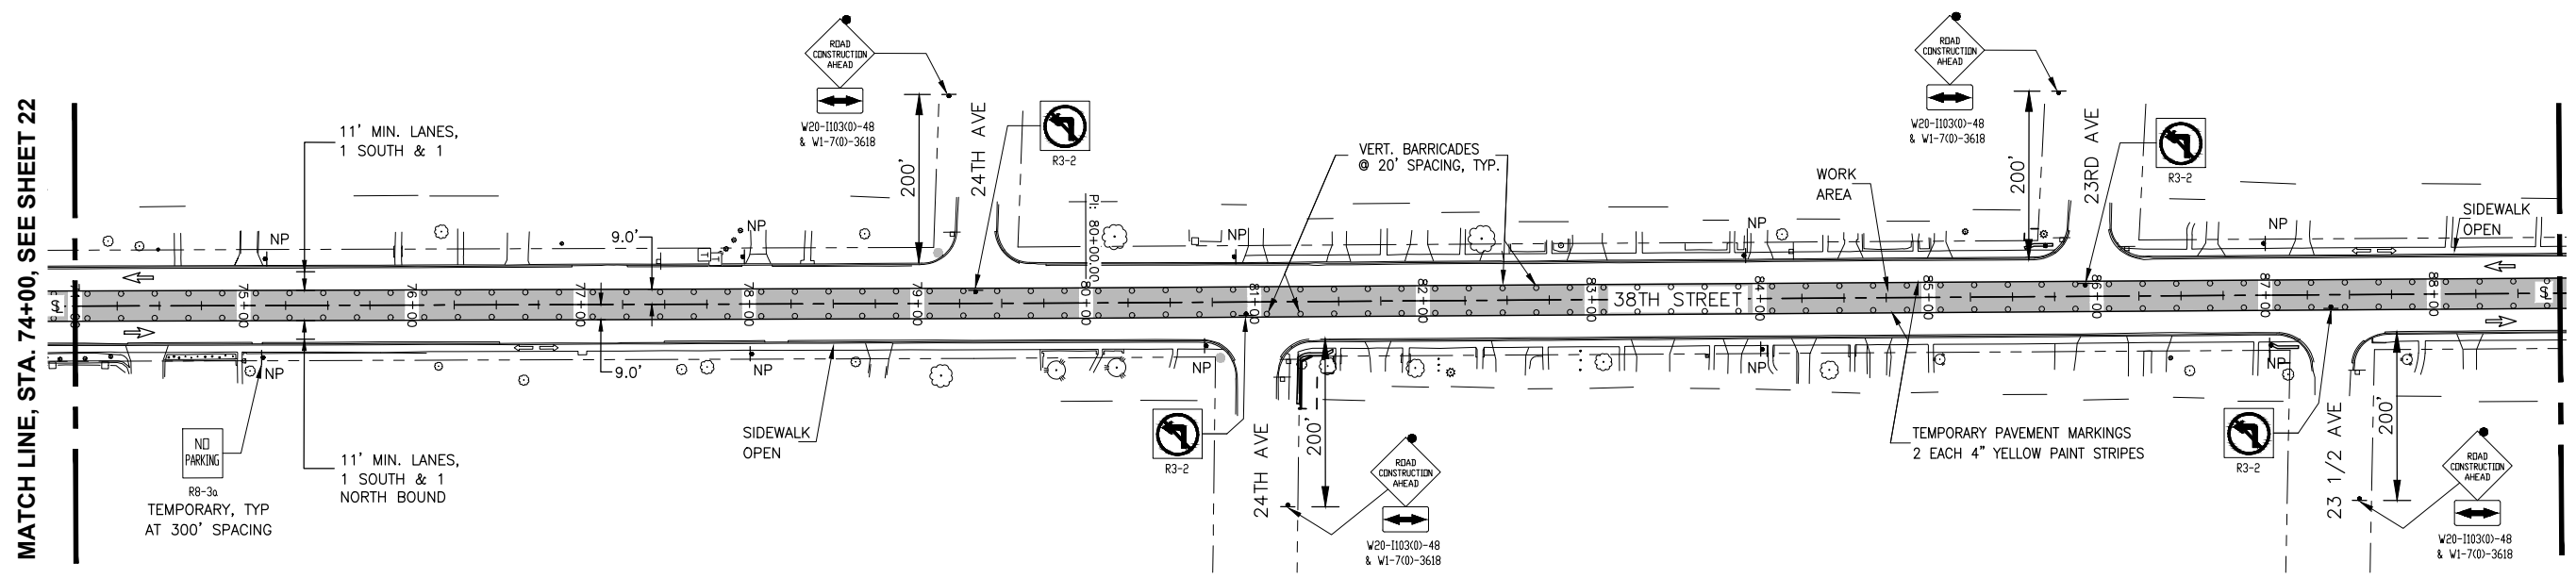 MATCH LINE, STA. 74+00, SEE SHEET 22
11' MIN. LANES,
1 SOUTH & 1
ROAD
CONSTRUCTION
AHEAD
W20-I103(0)-48
& W1-7(0)-3618
200'
24TH AVE
R3-2
VERT. BARRICADES
@ 20' SPACING, TYP.
ROAD
CONSTRUCTION
AHEAD
W20-I103(0)-48
& W1-7(0)-3618
200'
23RD AVE
R3-2
WORK
AREA
SIDEWALK
OPEN
NP
9.0'
NP
PI: 80+00.00
NP
NP
NP
75+00
76+00
77+00
78+00
79+00
80+00
81+00
82+00
83+00
38TH STREET
84+00
85+00
86+00
87+00
88+00
NP
9.0'
NP
NP
NP
NP
NO
PARKING
R8-3a
TEMPORARY, TYP
AT 300' SPACING
11' MIN. LANES,
1 SOUTH & 1
NORTH BOUND
SIDEWALK
OPEN
R3-2
24TH AVE
200'
ROAD
CONSTRUCTION
AHEAD
W20-I103(0)-48
& W1-7(0)-3618
TEMPORARY PAVEMENT MARKINGS
2 EACH 4" YELLOW PAINT STRIPES
R3-2
23 1/2 AVE
200'
ROAD
CONSTRUCTION
AHEAD
W20-I103(0)-48
& W1-7(0)-3618